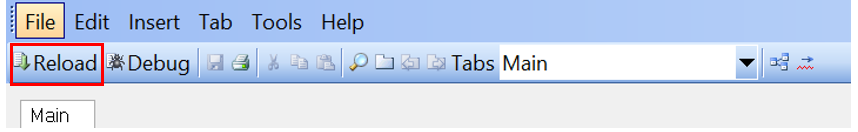 File Edit Insert Tab Tools Help
Reload Debug Tabs Main
Main